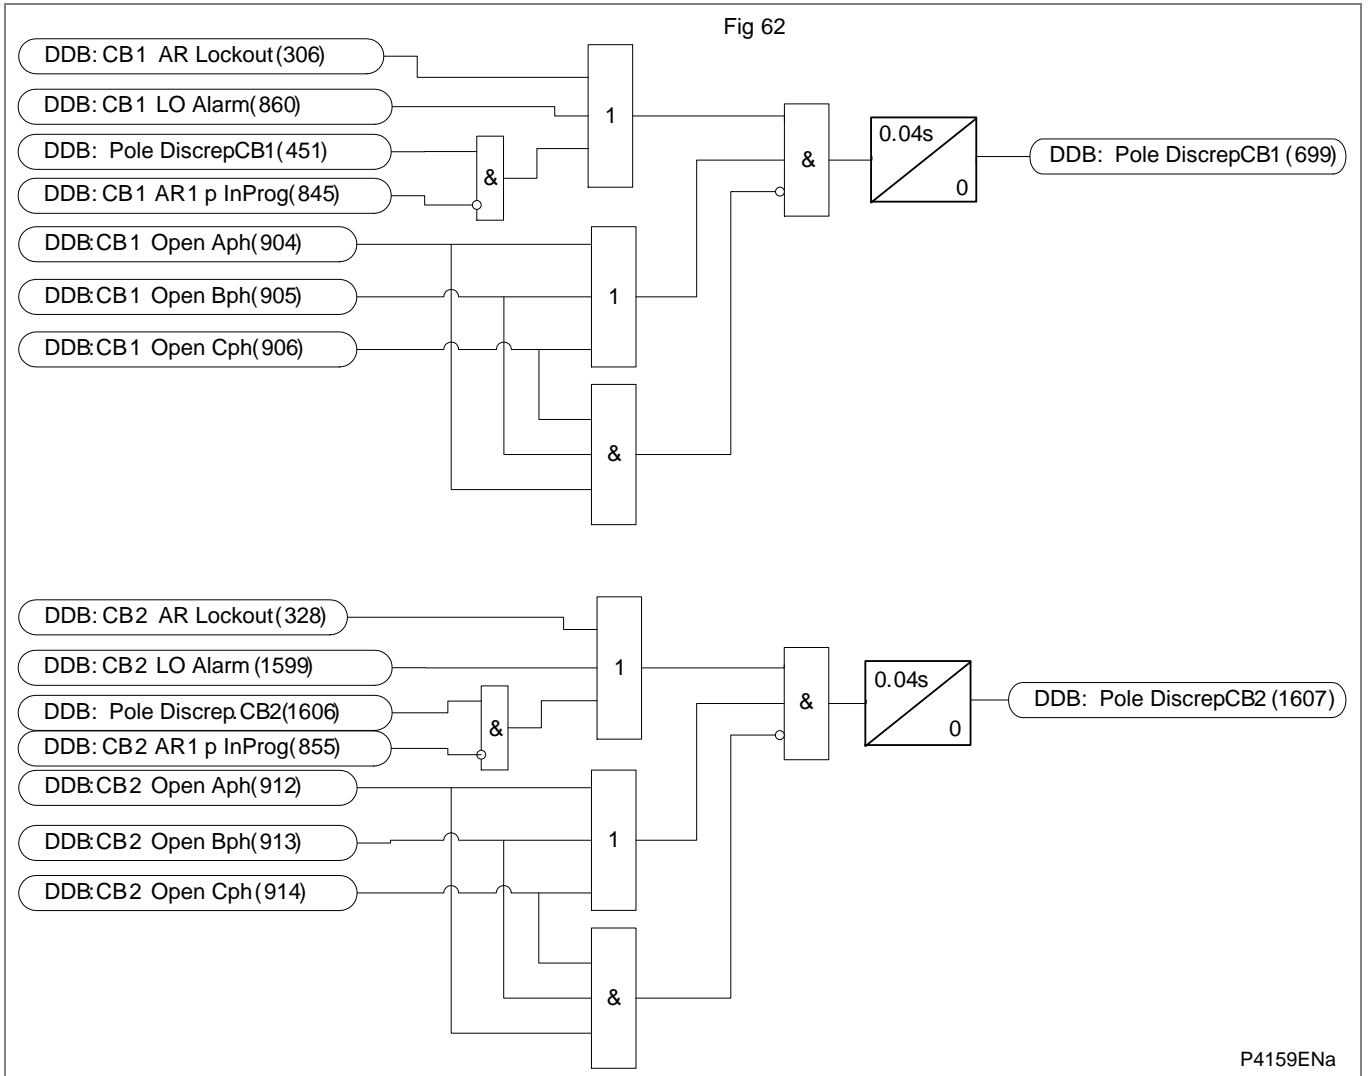 Fig 62
DDB: CB1 AR Lockout(306)
DDB: CB1 LO Alarm(860)
DDB: Pole DiscrepCB1(451)
DDB: CB1 AR1 p InProg(845)
DDB:CB1 Open Aph(904)
DDB:CB1 Open Bph(905)
DDB:CB1 Open Cph(906)
&
1
1
&
&
0.04s
0
DDB: Pole DiscrepCB1 (699)
DDB: CB2 AR Lockout(328)
DDB: CB2 LO Alarm (1599)
DDB: Pole Discrep.CB2(1606)
DDB: CB2 AR1 p InProg(855)
DDB:CB2 Open Aph(912)
DDB:CB2 Open Bph(913)
DDB:CB2 Open Cph(914)
&
1
1
&
&
0.04s
0
DDB: Pole DiscrepCB2 (1607)
P4159ENa